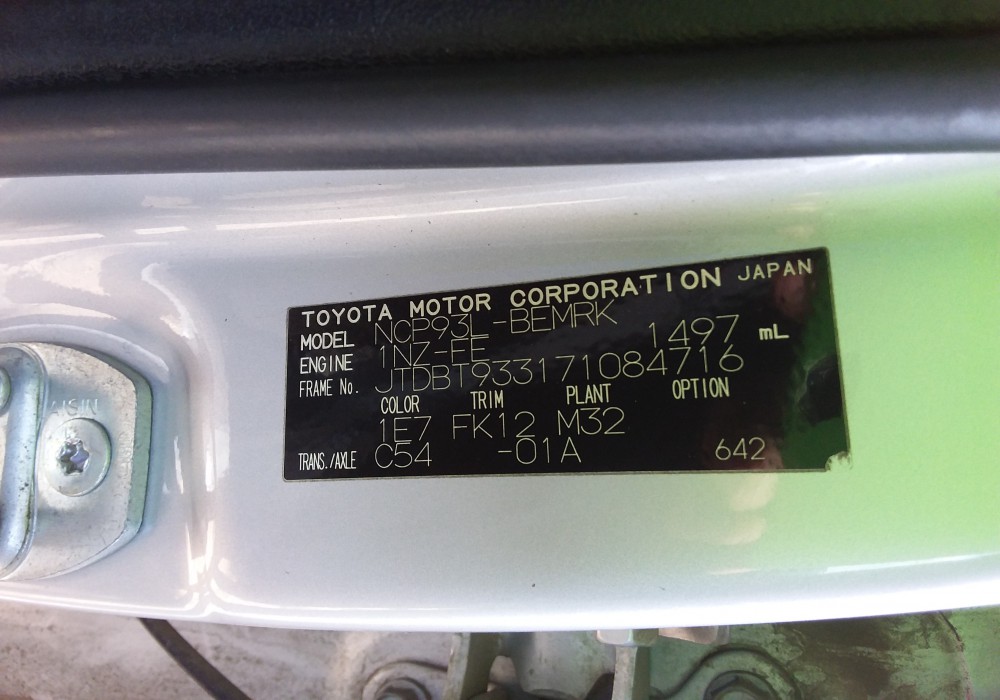 AISIN
TOYOTA MOTOR CORPORATION JAPAN
MODEL NCP93L-BEMRK
ENGINE 1NZ-FE 1497 mL
FRAME No. JTDBT933171084716
COLOR TRIM PLANT OPTION
1E7 FK12 M32
TRANS./AXLE C54 -01A 642